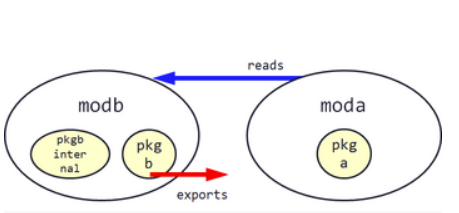 reads
modb
moda
pkgb
inter
nal
pkg
b
pkg
a
exports